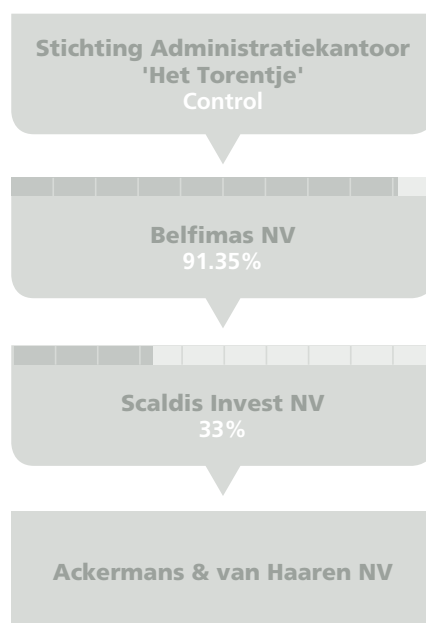 Stichting Administratiekantoor
'Het Torentje'
Control
Belfimas NV
91.35%
Scaldis Invest NV
33%
Ackermans & van Haaren NV